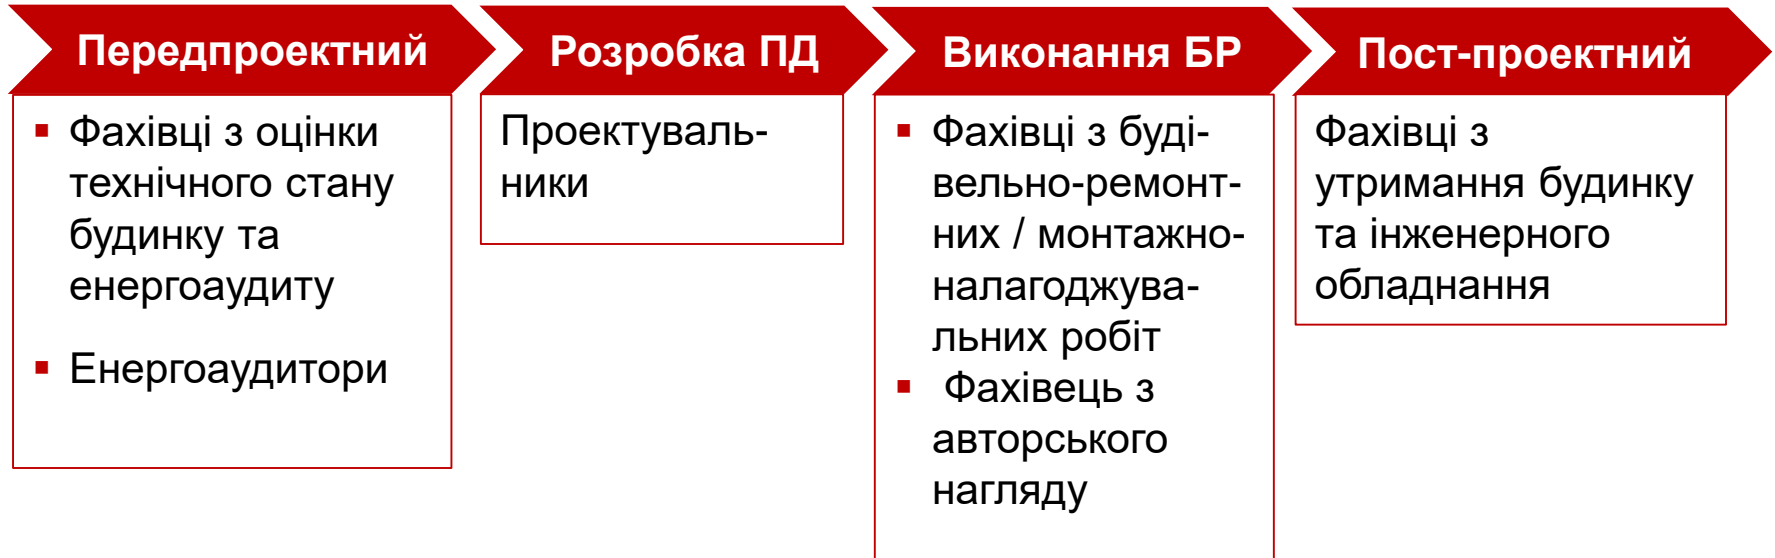 Передпроектний
Розробка ПД
Виконання БР
Пост-проектний
▪ Фахівці з оцінки
технічного стану
будинку та
енергоаудиту
▪ Енергоаудитори
Проектуваль-
ники
▪ Фахівці з буді-
вельно-ремонт-
них / монтажно-
налагоджува-
льних робіт
▪ Фахівець з
авторського
нагляду
Фахівці з
утримання будинку
та інженерного
обладнання